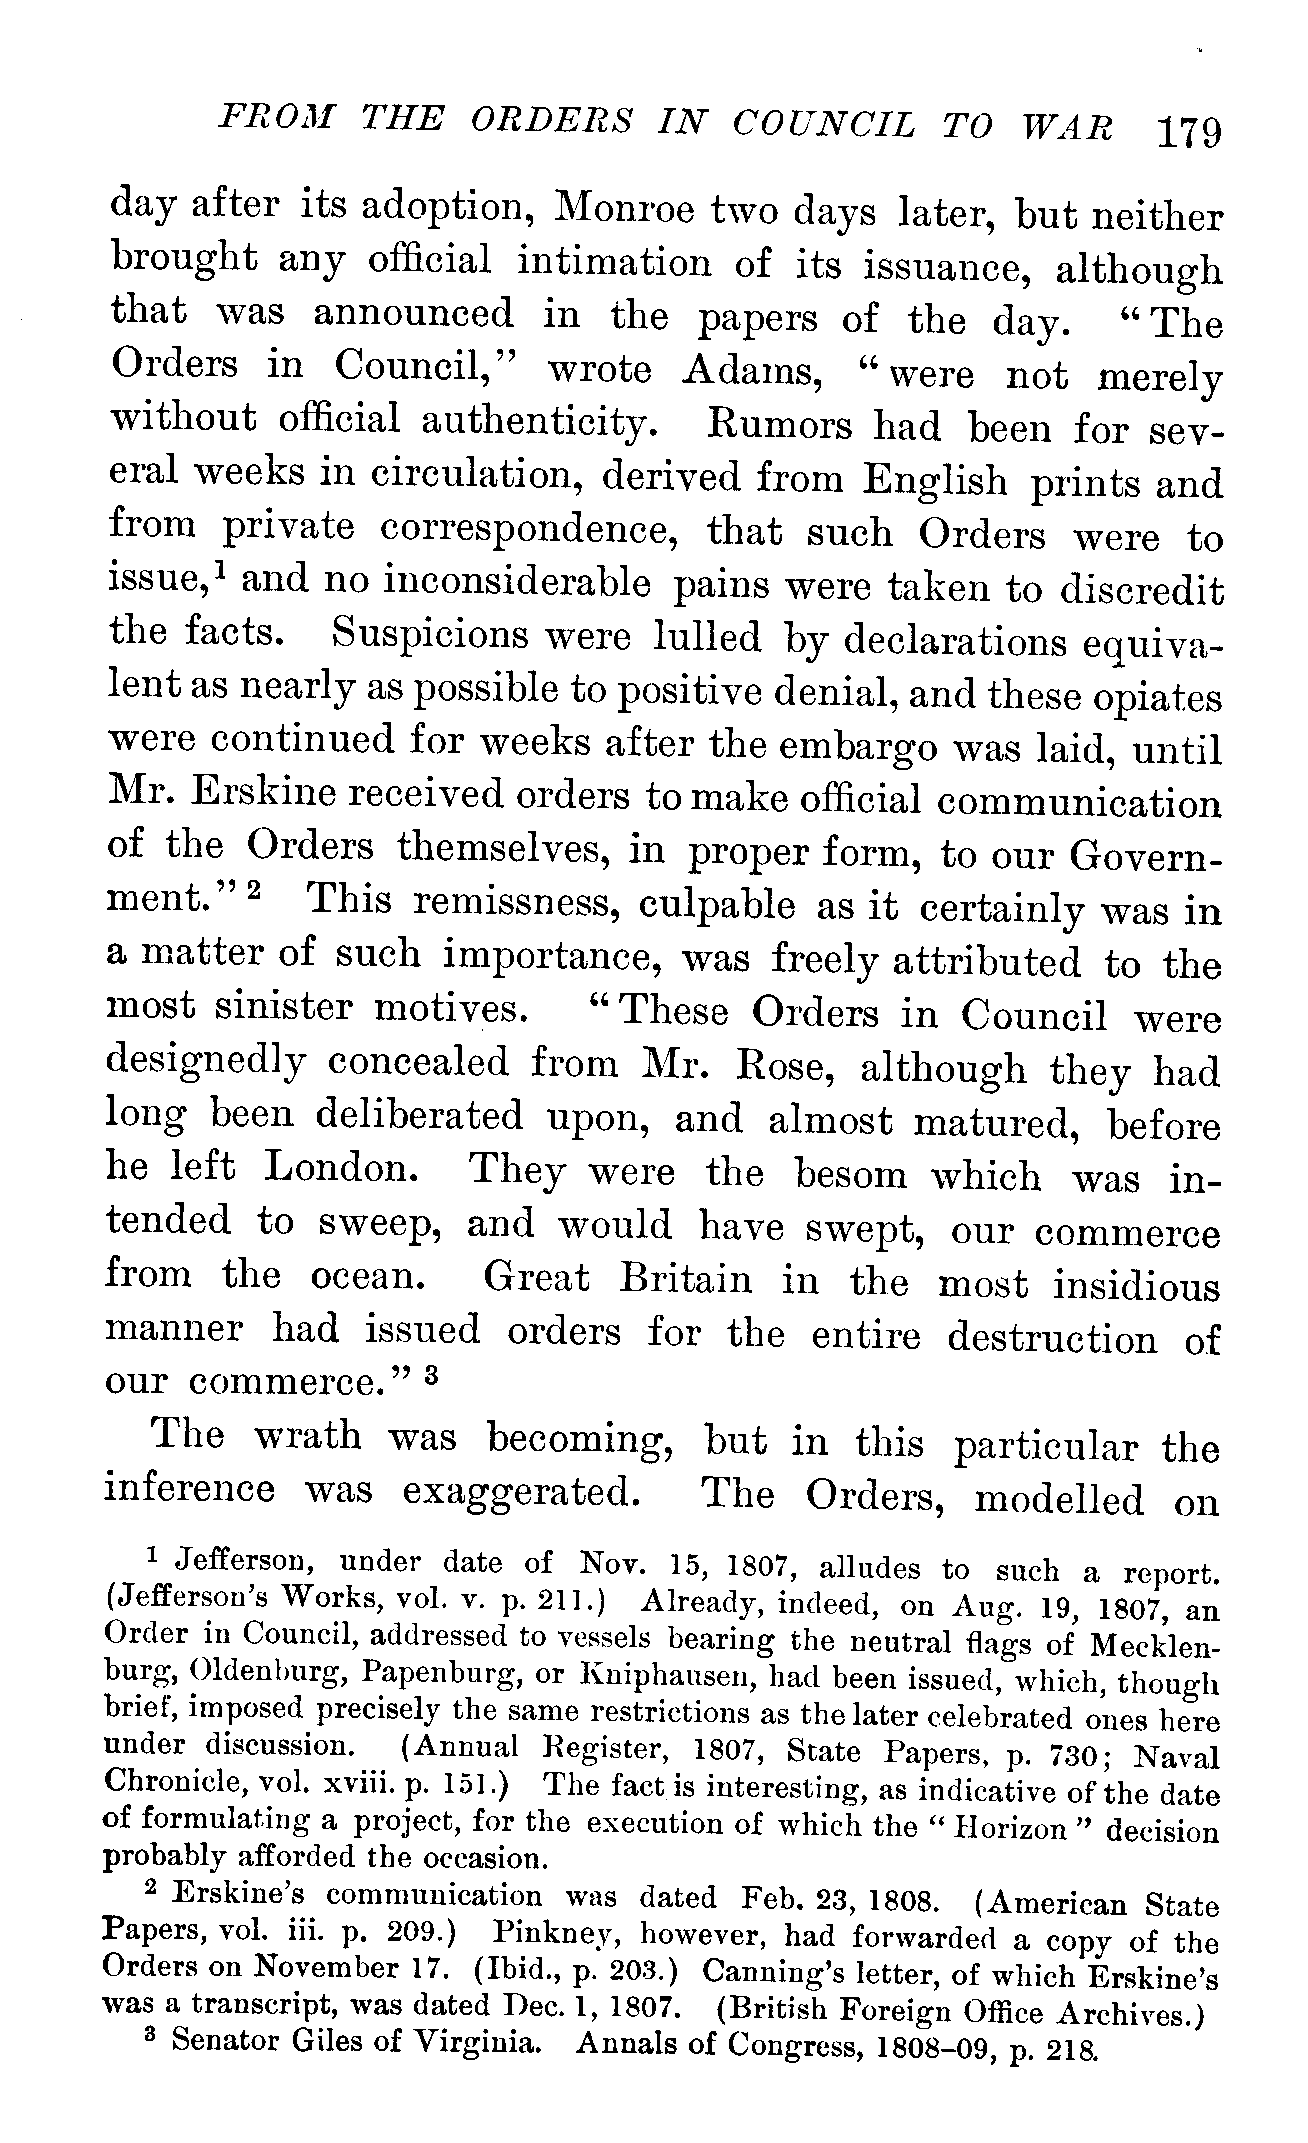 FROM THE ORDERS IN COUNCIL TO WAR 179
day after its adoption, Monroe two days later, but neither
brought any official intimation of its issuance, although
that was announced in the papers of the day. “The
Orders in Council,” wrote Adams, “were not merely
without official authenticity. Rumors had been for sev-
eral weeks in circulation, derived from English prints and
from private correspondence, that such Orders were to
issue,¹ and no inconsiderable pains were taken to discredit
the facts. Suspicions were lulled by declarations equiva-
lent as nearly as possible to positive denial, and these opiates
were continued for weeks after the embargo was laid, until
Mr. Erskine received orders to make official communication
of the Orders themselves, in proper form, to our Govern-
ment.”² This remissness, culpable as it certainly was in
a matter of such importance, was freely attributed to the
most sinister motives. “These Orders in Council were
designedly concealed from Mr. Rose, although they had
long been deliberated upon, and almost matured, before
he left London. They were the besom which was in-
tended to sweep, and would have swept, our commerce
from the ocean. Great Britain in the most insidious
manner had issued orders for the entire destruction of
our commerce.”³
The wrath was becoming, but in this particular the
inference was exaggerated. The Orders, modelled on
¹ Jefferson, under date of Nov. 15, 1807, alludes to such a report.
(Jefferson's Works, vol. v. p. 211.) Already, indeed, on Aug. 19, 1807, an
Order in Council, addressed to vessels bearing the neutral flags of Mecklen-
burg, Oldenburg, Papenburg, or Kniphausen, had been issued, which, though
brief, imposed precisely the same restrictions as the later celebrated ones here
under discussion. (Annual Register, 1807, State Papers, p. 730; Naval
Chronicle, vol. xviii. p. 151.) The fact is interesting, as indicative of the date
of formulating a project, for the execution of which the “Horizon” decision
probably afforded the occasion.
² Erskine's communication was dated Feb. 23, 1808. (American State
Papers, vol. iii. p. 209.) Pinkney, however, had forwarded a copy of the
Orders on November 17. (Ibid., p. 203.) Canning's letter, of which Erskine's
was a transcript, was dated Dec. 1, 1807. (British Foreign Office Archives.)
³ Senator Giles of Virginia. Annals of Congress, 1808–09, p. 218.